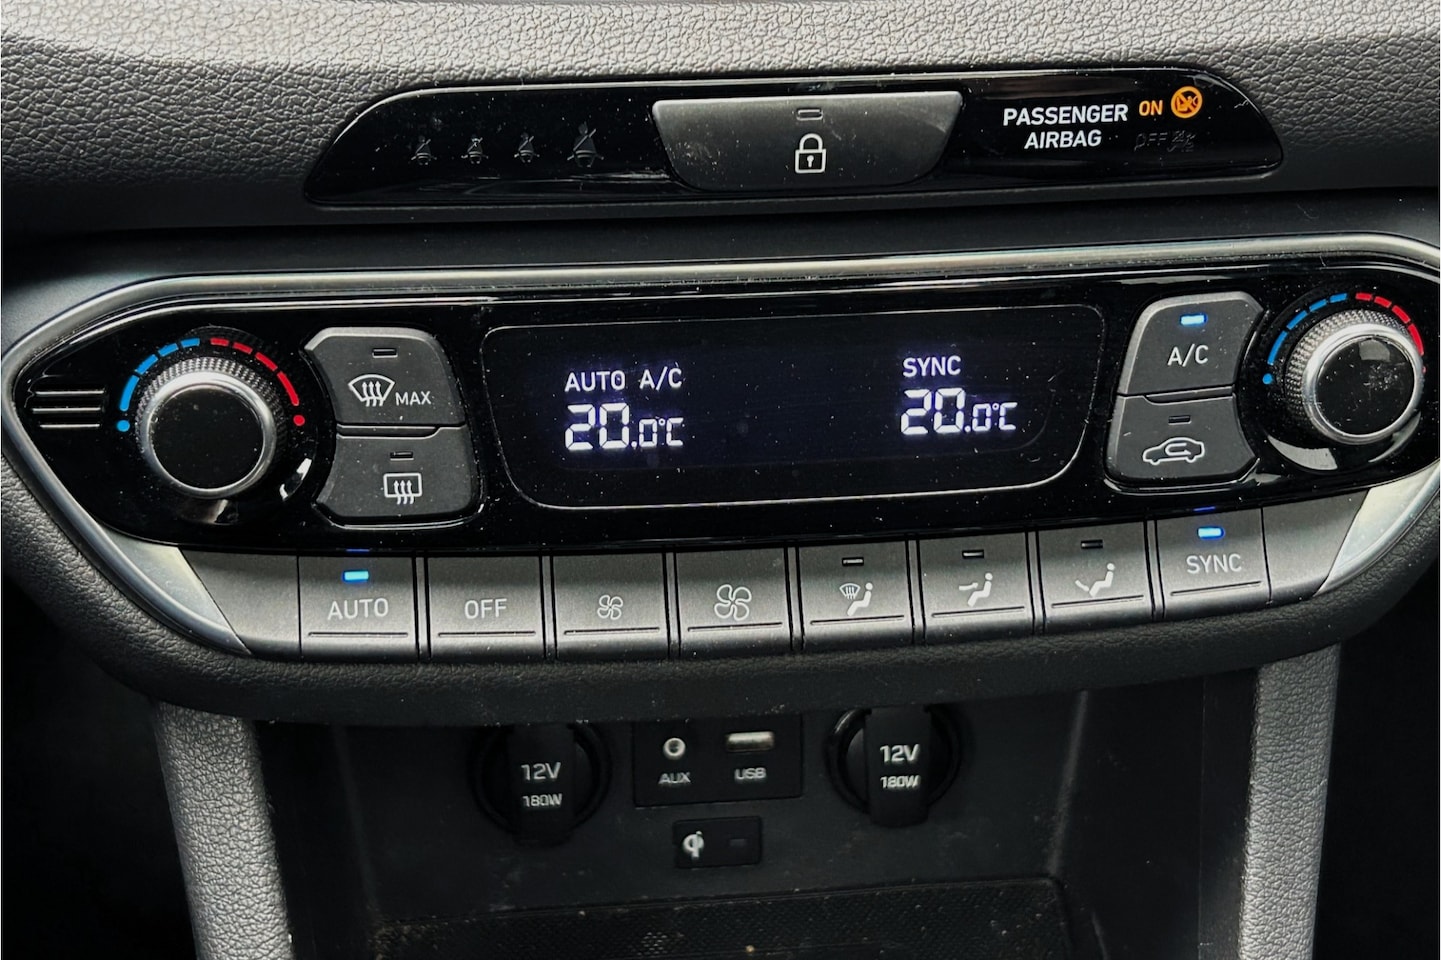 PASSENGER ON
AIRBAG OFF
MAX
AUTO A/C
20.0°C
SYNC
20.0°C
A/C
AUTO
OFF
SYNC
12V
180W
AUX
USB
12V
180W